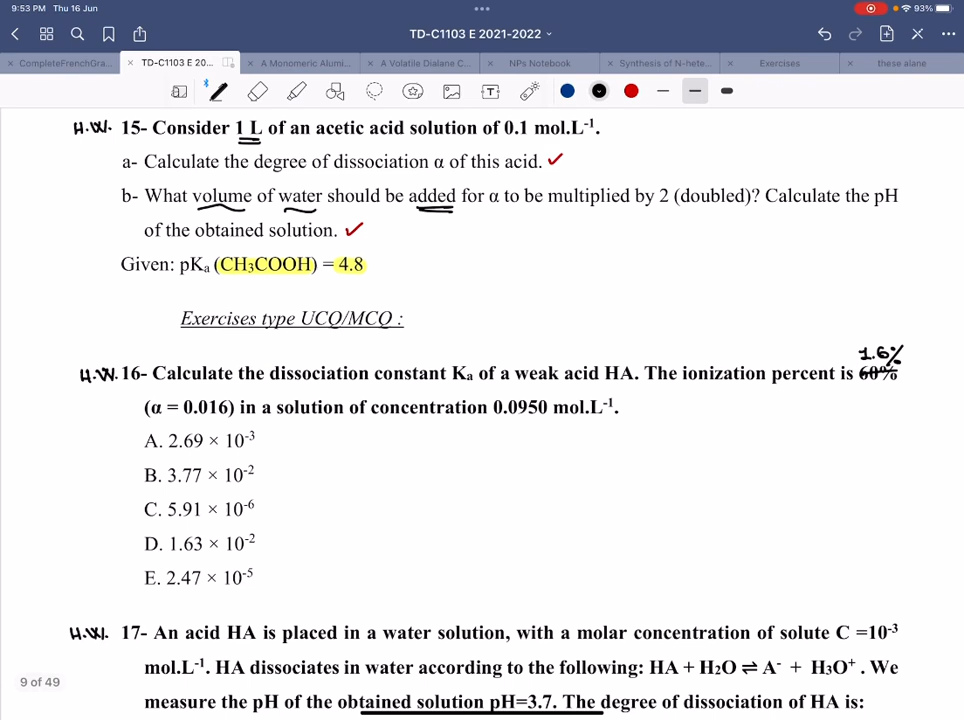 9:53 PM Thu 16 Jun
93%
TD-C1103 E 2021-2022
CompleteFrenchGra...
TD-C1103 E 20...
A Monomeric Alumi...
A Volatile Dialane C...
NPs Notebook
Synthesis of N-hete...
Exercises
these alane
H.W. 15- Consider 1 L of an acetic acid solution of 0.1 mol.L⁻¹.
a- Calculate the degree of dissociation α of this acid. ✓
b- What volume of water should be added for α to be multiplied by 2 (doubled)? Calculate the pH
of the obtained solution. ✓
Given: pKₐ (CH₃COOH) = 4.8
Exercises type UCQ/MCQ :
1.6%
H.W. 16- Calculate the dissociation constant Kₐ of a weak acid HA. The ionization percent is 60%
(α = 0.016) in a solution of concentration 0.0950 mol.L⁻¹.
A. 2.69 × 10⁻³
B. 3.77 × 10⁻²
C. 5.91 × 10⁻⁶
D. 1.63 × 10⁻²
E. 2.47 × 10⁻⁵
H.W. 17- An acid HA is placed in a water solution, with a molar concentration of solute C =10⁻³
mol.L⁻¹. HA dissociates in water according to the following: HA + H₂O ⇌ A⁻ + H₃O⁺ . We
9 of 49
measure the pH of the obtained solution pH=3.7. The degree of dissociation of HA is: